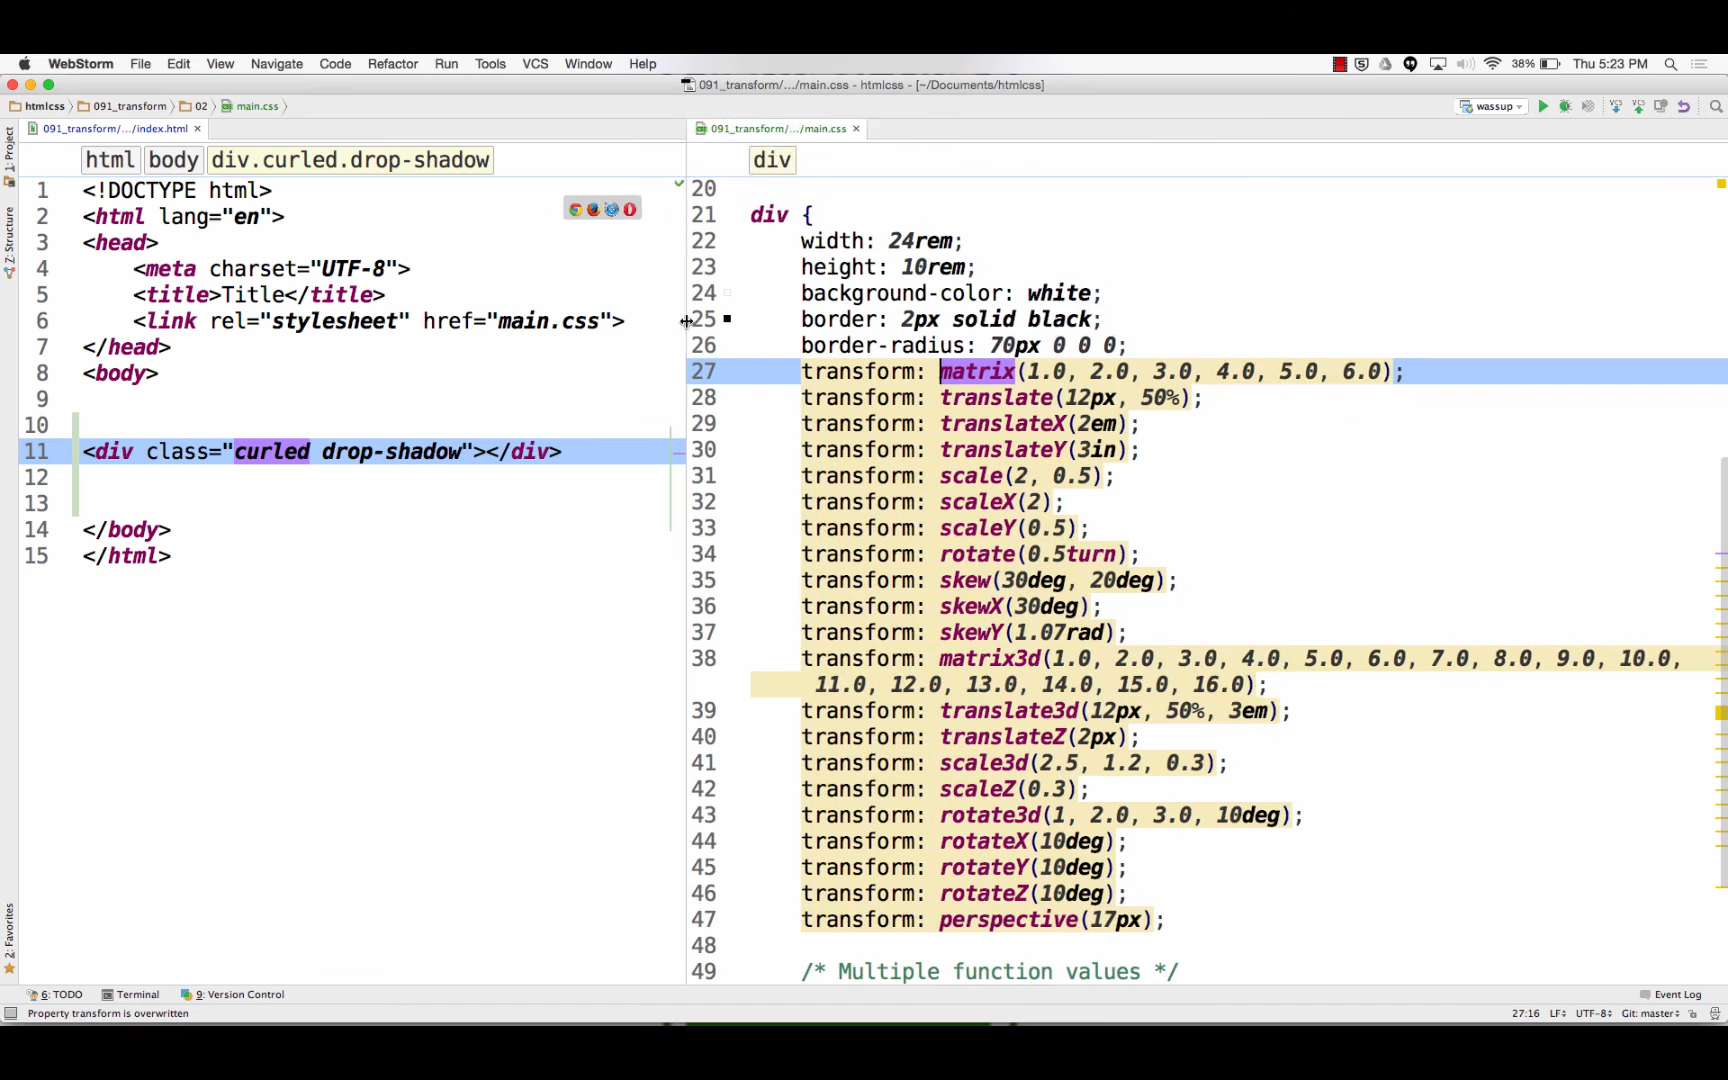 WebStorm File Edit View Navigate Code Refactor Run Tools VCS Window Help 38% Thu 5:23 PM
091_transform/.../main.css - htmlcss - [~/Documents/htmlcss]
htmlcss 091_transform 02 main.css wassup
091_transform/.../index.html 091_transform/.../main.css
html body div.curled.drop-shadow
1 <!DOCTYPE html>
2 <html lang="en">
3 <head>
4 <meta charset="UTF-8">
5 <title>Title</title>
6 <link rel="stylesheet" href="main.css">
7 </head>
8 <body>
9
10
11 <div class="curled drop-shadow"></div>
12
13
14 </body>
15 </html>
div
20
21 div {
22 width: 24rem;
23 height: 10rem;
24 background-color: white;
25 border: 2px solid black;
26 border-radius: 70px 0 0 0;
27 transform: matrix(1.0, 2.0, 3.0, 4.0, 5.0, 6.0);
28 transform: translate(12px, 50%);
29 transform: translateX(2em);
30 transform: translateY(3in);
31 transform: scale(2, 0.5);
32 transform: scaleX(2);
33 transform: scaleY(0.5);
34 transform: rotate(0.5turn);
35 transform: skew(30deg, 20deg);
36 transform: skewX(30deg);
37 transform: skewY(1.07rad);
38 transform: matrix3d(1.0, 2.0, 3.0, 4.0, 5.0, 6.0, 7.0, 8.0, 9.0, 10.0,
11.0, 12.0, 13.0, 14.0, 15.0, 16.0);
39 transform: translate3d(12px, 50%, 3em);
40 transform: translateZ(2px);
41 transform: scale3d(2.5, 1.2, 0.3);
42 transform: scaleZ(0.3);
43 transform: rotate3d(1, 2.0, 3.0, 10deg);
44 transform: rotateX(10deg);
45 transform: rotateY(10deg);
46 transform: rotateZ(10deg);
47 transform: perspective(17px);
48
49 /* Multiple function values */
1: Project
Z: Structure
2: Favorites
6: TODO Terminal 9: Version Control Event Log
Property transform is overwritten 27:16 LF UTF-8 Git: master